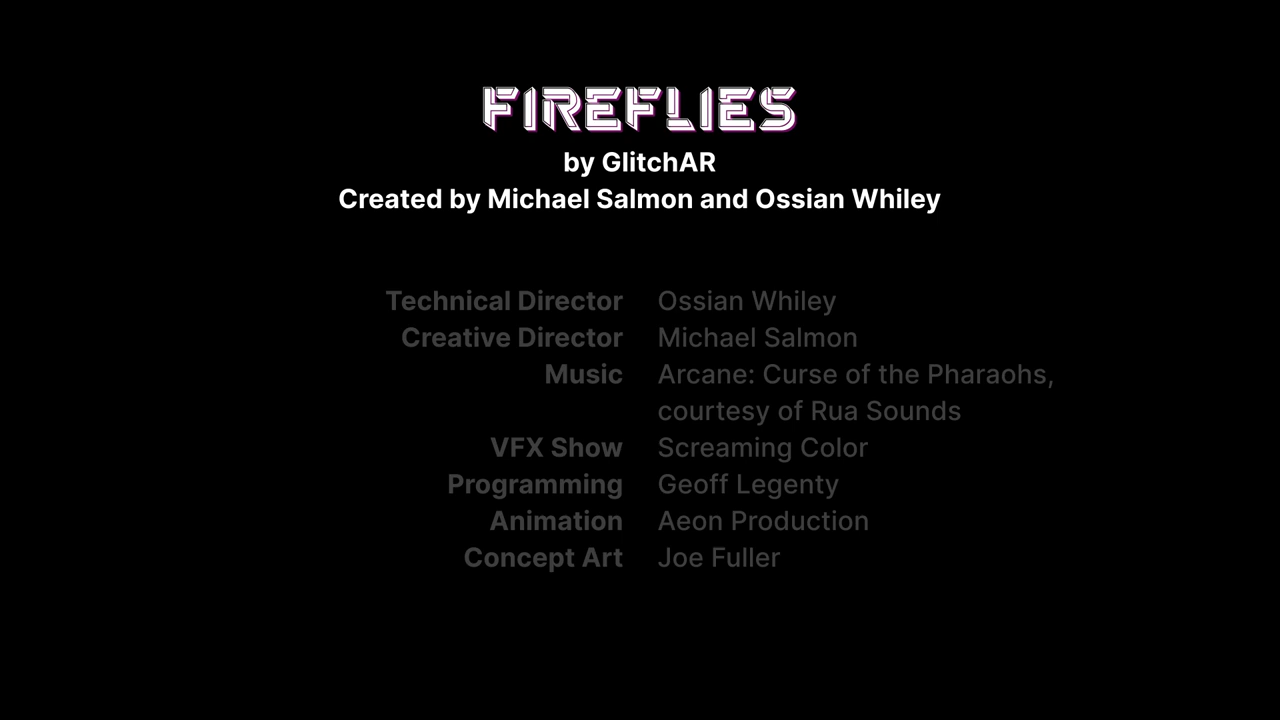 FIREFLIES
by GlitchAR
Created by Michael Salmon and Ossian Whiley
Technical Director Ossian Whiley
Creative Director Michael Salmon
Music Arcane: Curse of the Pharaohs,
courtesy of Rua Sounds
VFX Show Screaming Color
Programming Geoff Legenty
Animation Aeon Production
Concept Art Joe Fuller